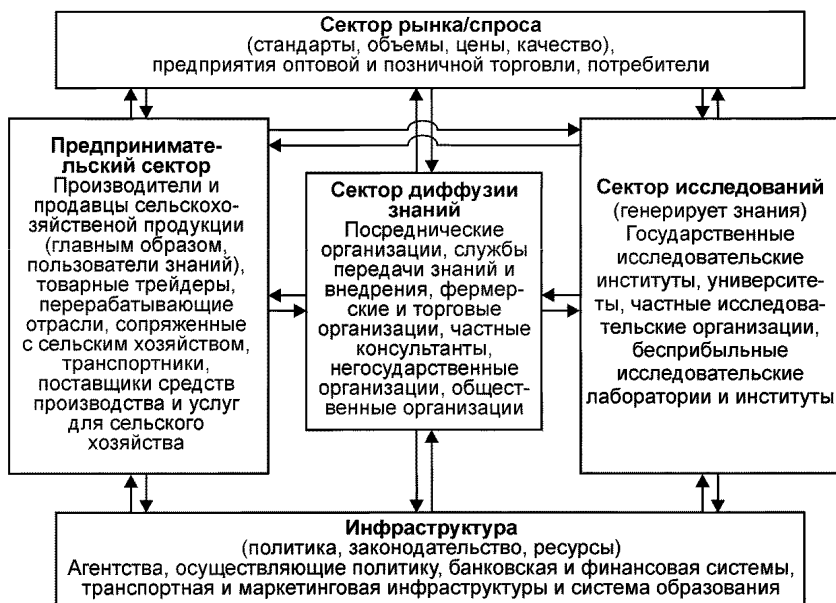 Сектор рынка/спроса
(стандарты, объемы, цены, качество),
предприятия оптовой и позничной торговли, потребители
Предпринимате-
льский сектор
Производители и
продавцы сельскохо-
зяйственой продукции
(главным образом,
пользователи знаний),
товарные трейдеры,
перерабатывающие
отрасли, сопряженные
с сельским хозяйством,
транспортники,
поставщики средств
производства и услуг
для сельского
хозяйства
Сектор диффузии
знаний
Посреднические
организации, службы
передачи знаний и
внедрения, фермер-
ские и торговые
организации, частные
консультанты,
негосударственные
организации, общест-
венные организации
Сектор исследований
(генерирует знания)
Государственные
исследовательские
институты, университе-
ты, частные исследова-
тельские организации,
бесприбыльные
исследовательские
лаборатории и институты
Инфраструктура
(политика, законодательство, ресурсы)
Агентства, осуществляющие политику, банковская и финансовая системы,
транспортная и маркетинговая инфраструктуры и система образования